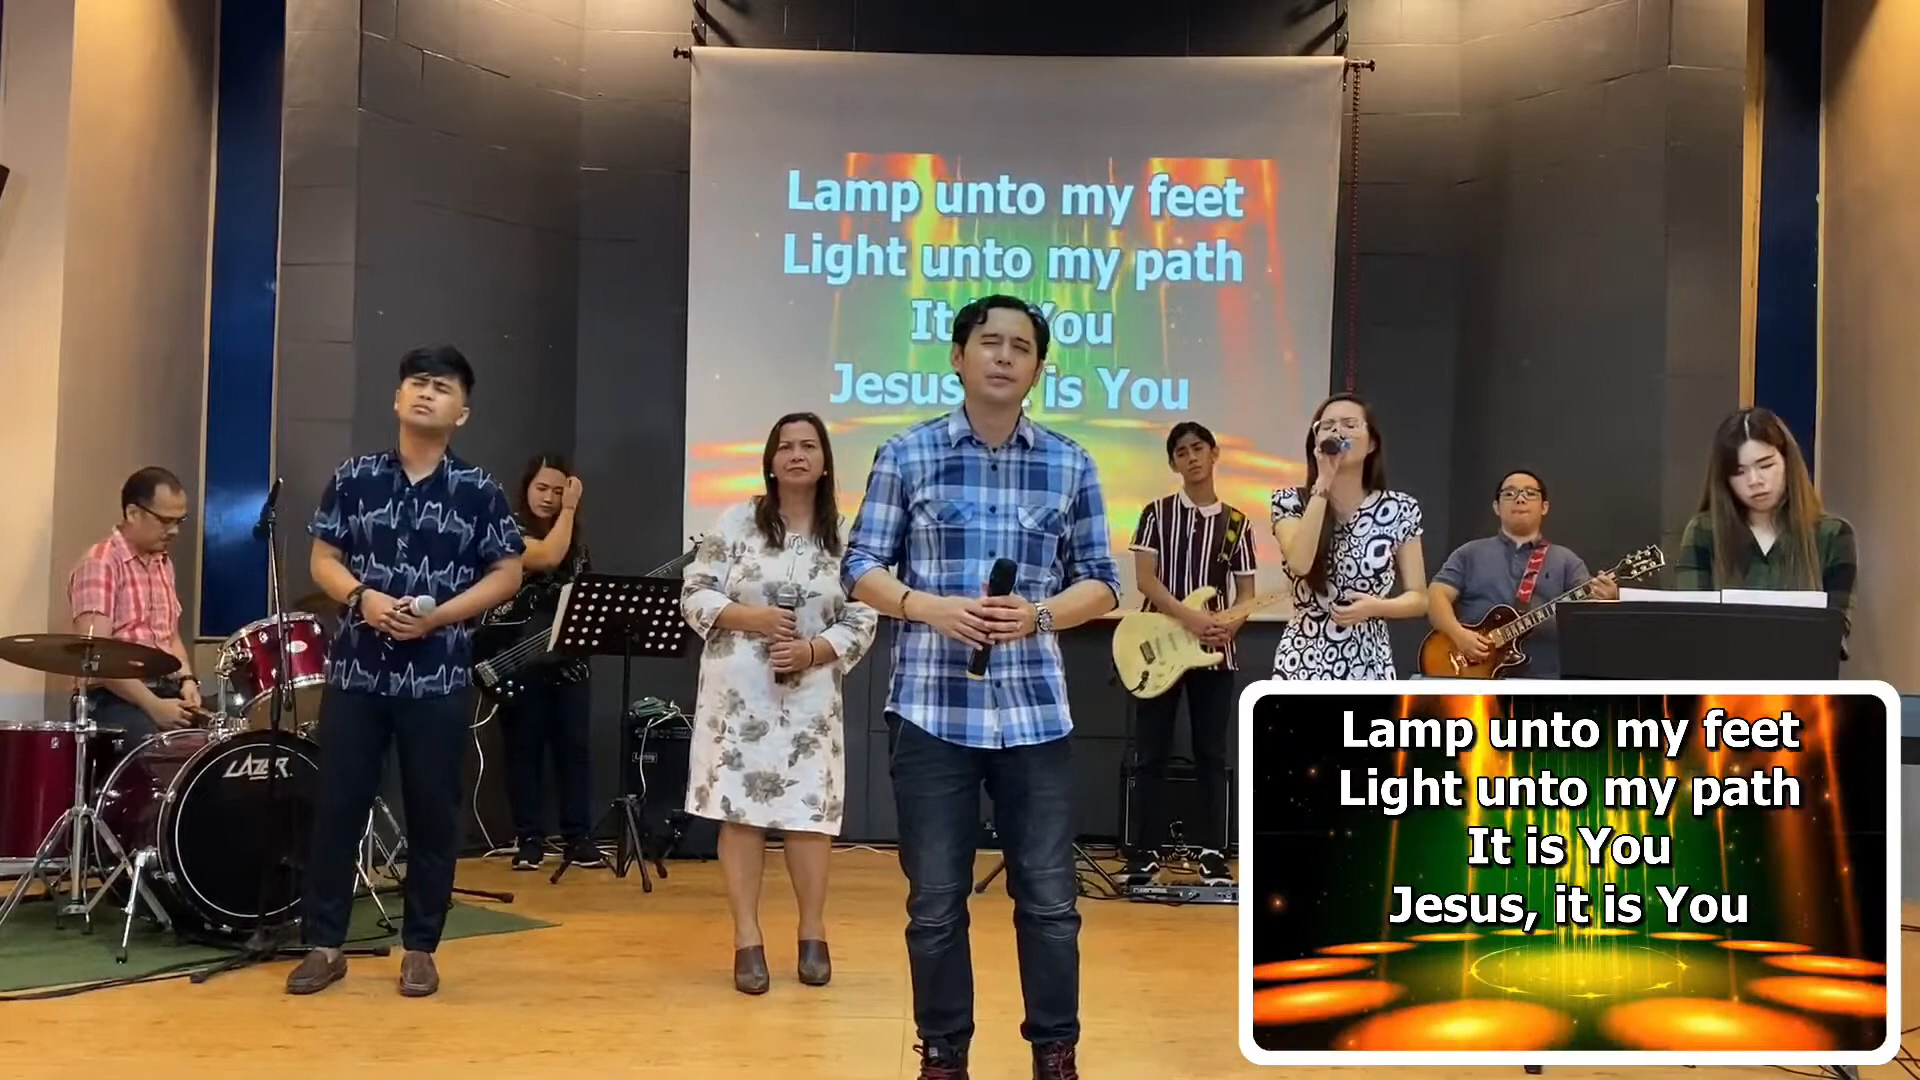 Lamp unto my feet
Light unto my path
It You
Jesus, it is You
LAZER
Laney
Lamp unto my feet
Light unto my path
It is You
Jesus, it is You